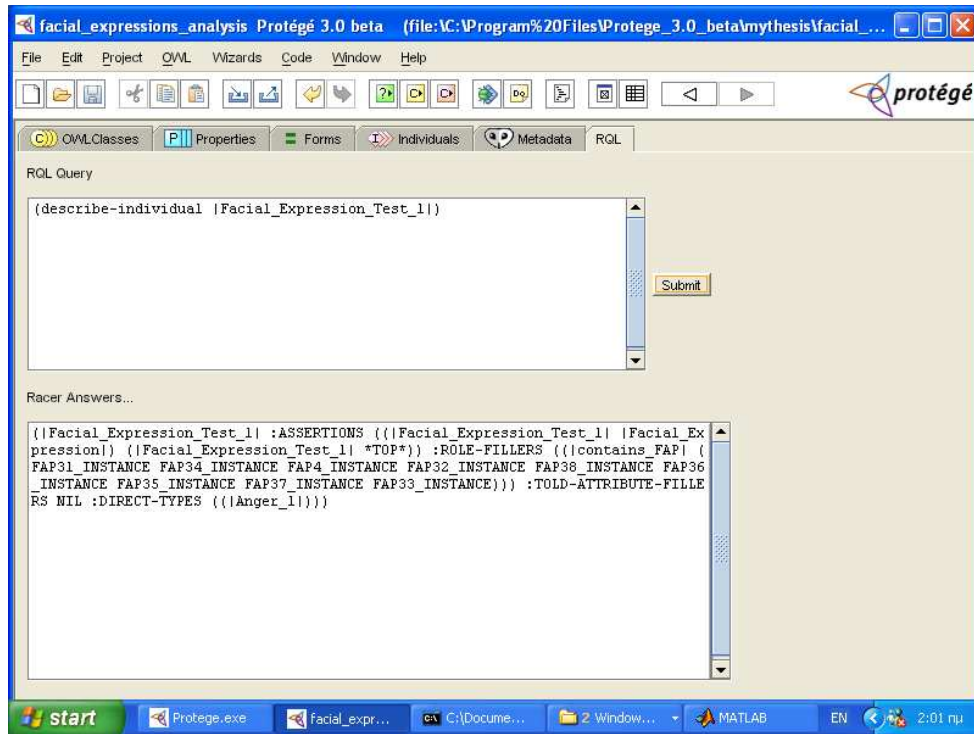 facial_expressions_analysis Protégé 3.0 beta (file:\C:\Program%20Files\Protege_3.0_beta\mythesis\facial_...
File Edit Project OWL Wizards Code Window Help
protégé
OWLClasses Properties Forms Individuals Metadata RQL
RQL Query
(describe-individual |Facial_Expression_Test_1|)
Submit
Racer Answers...
(|Facial_Expression_Test_1| :ASSERTIONS ((|Facial_Expression_Test_1| |Facial_Ex
pression|) (|Facial_Expression_Test_1| *TOP*)) :ROLE-FILLERS ((|contains_FAP| (
FAP31_INSTANCE FAP34_INSTANCE FAP4_INSTANCE FAP32_INSTANCE FAP38_INSTANCE FAP36
_INSTANCE FAP35_INSTANCE FAP37_INSTANCE FAP33_INSTANCE))) :TOLD-ATTRIBUTE-FILLE
RS NIL :DIRECT-TYPES ((|Anger_1|)))
start Protege.exe facial_expr... C:\Docume... 2 Window... MATLAB EN 2:01 πμ